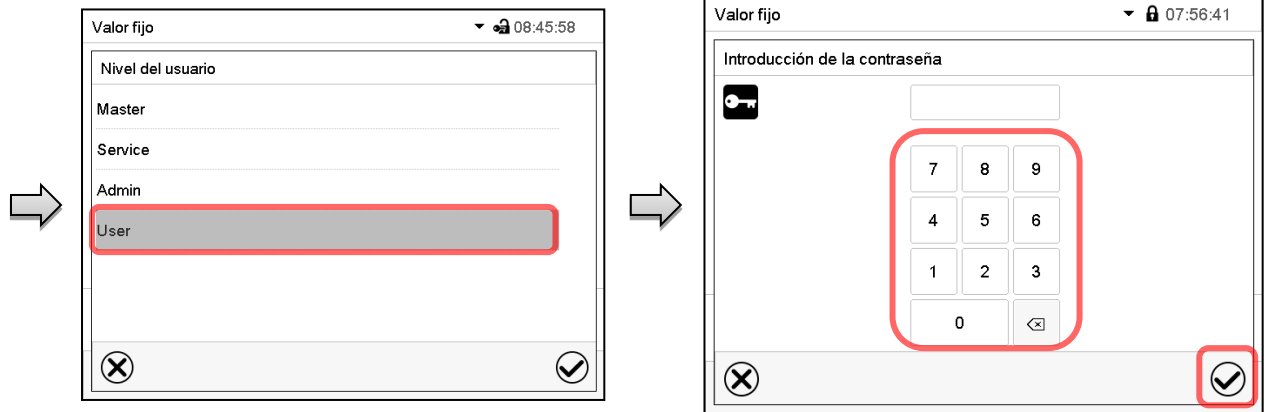 Valor fijo
08:45:58
Nivel del usuario
Master
Service
Admin
User
Valor fijo
07:56:41
Introducción de la contraseña
7 8 9
4 5 6
1 2 3
0